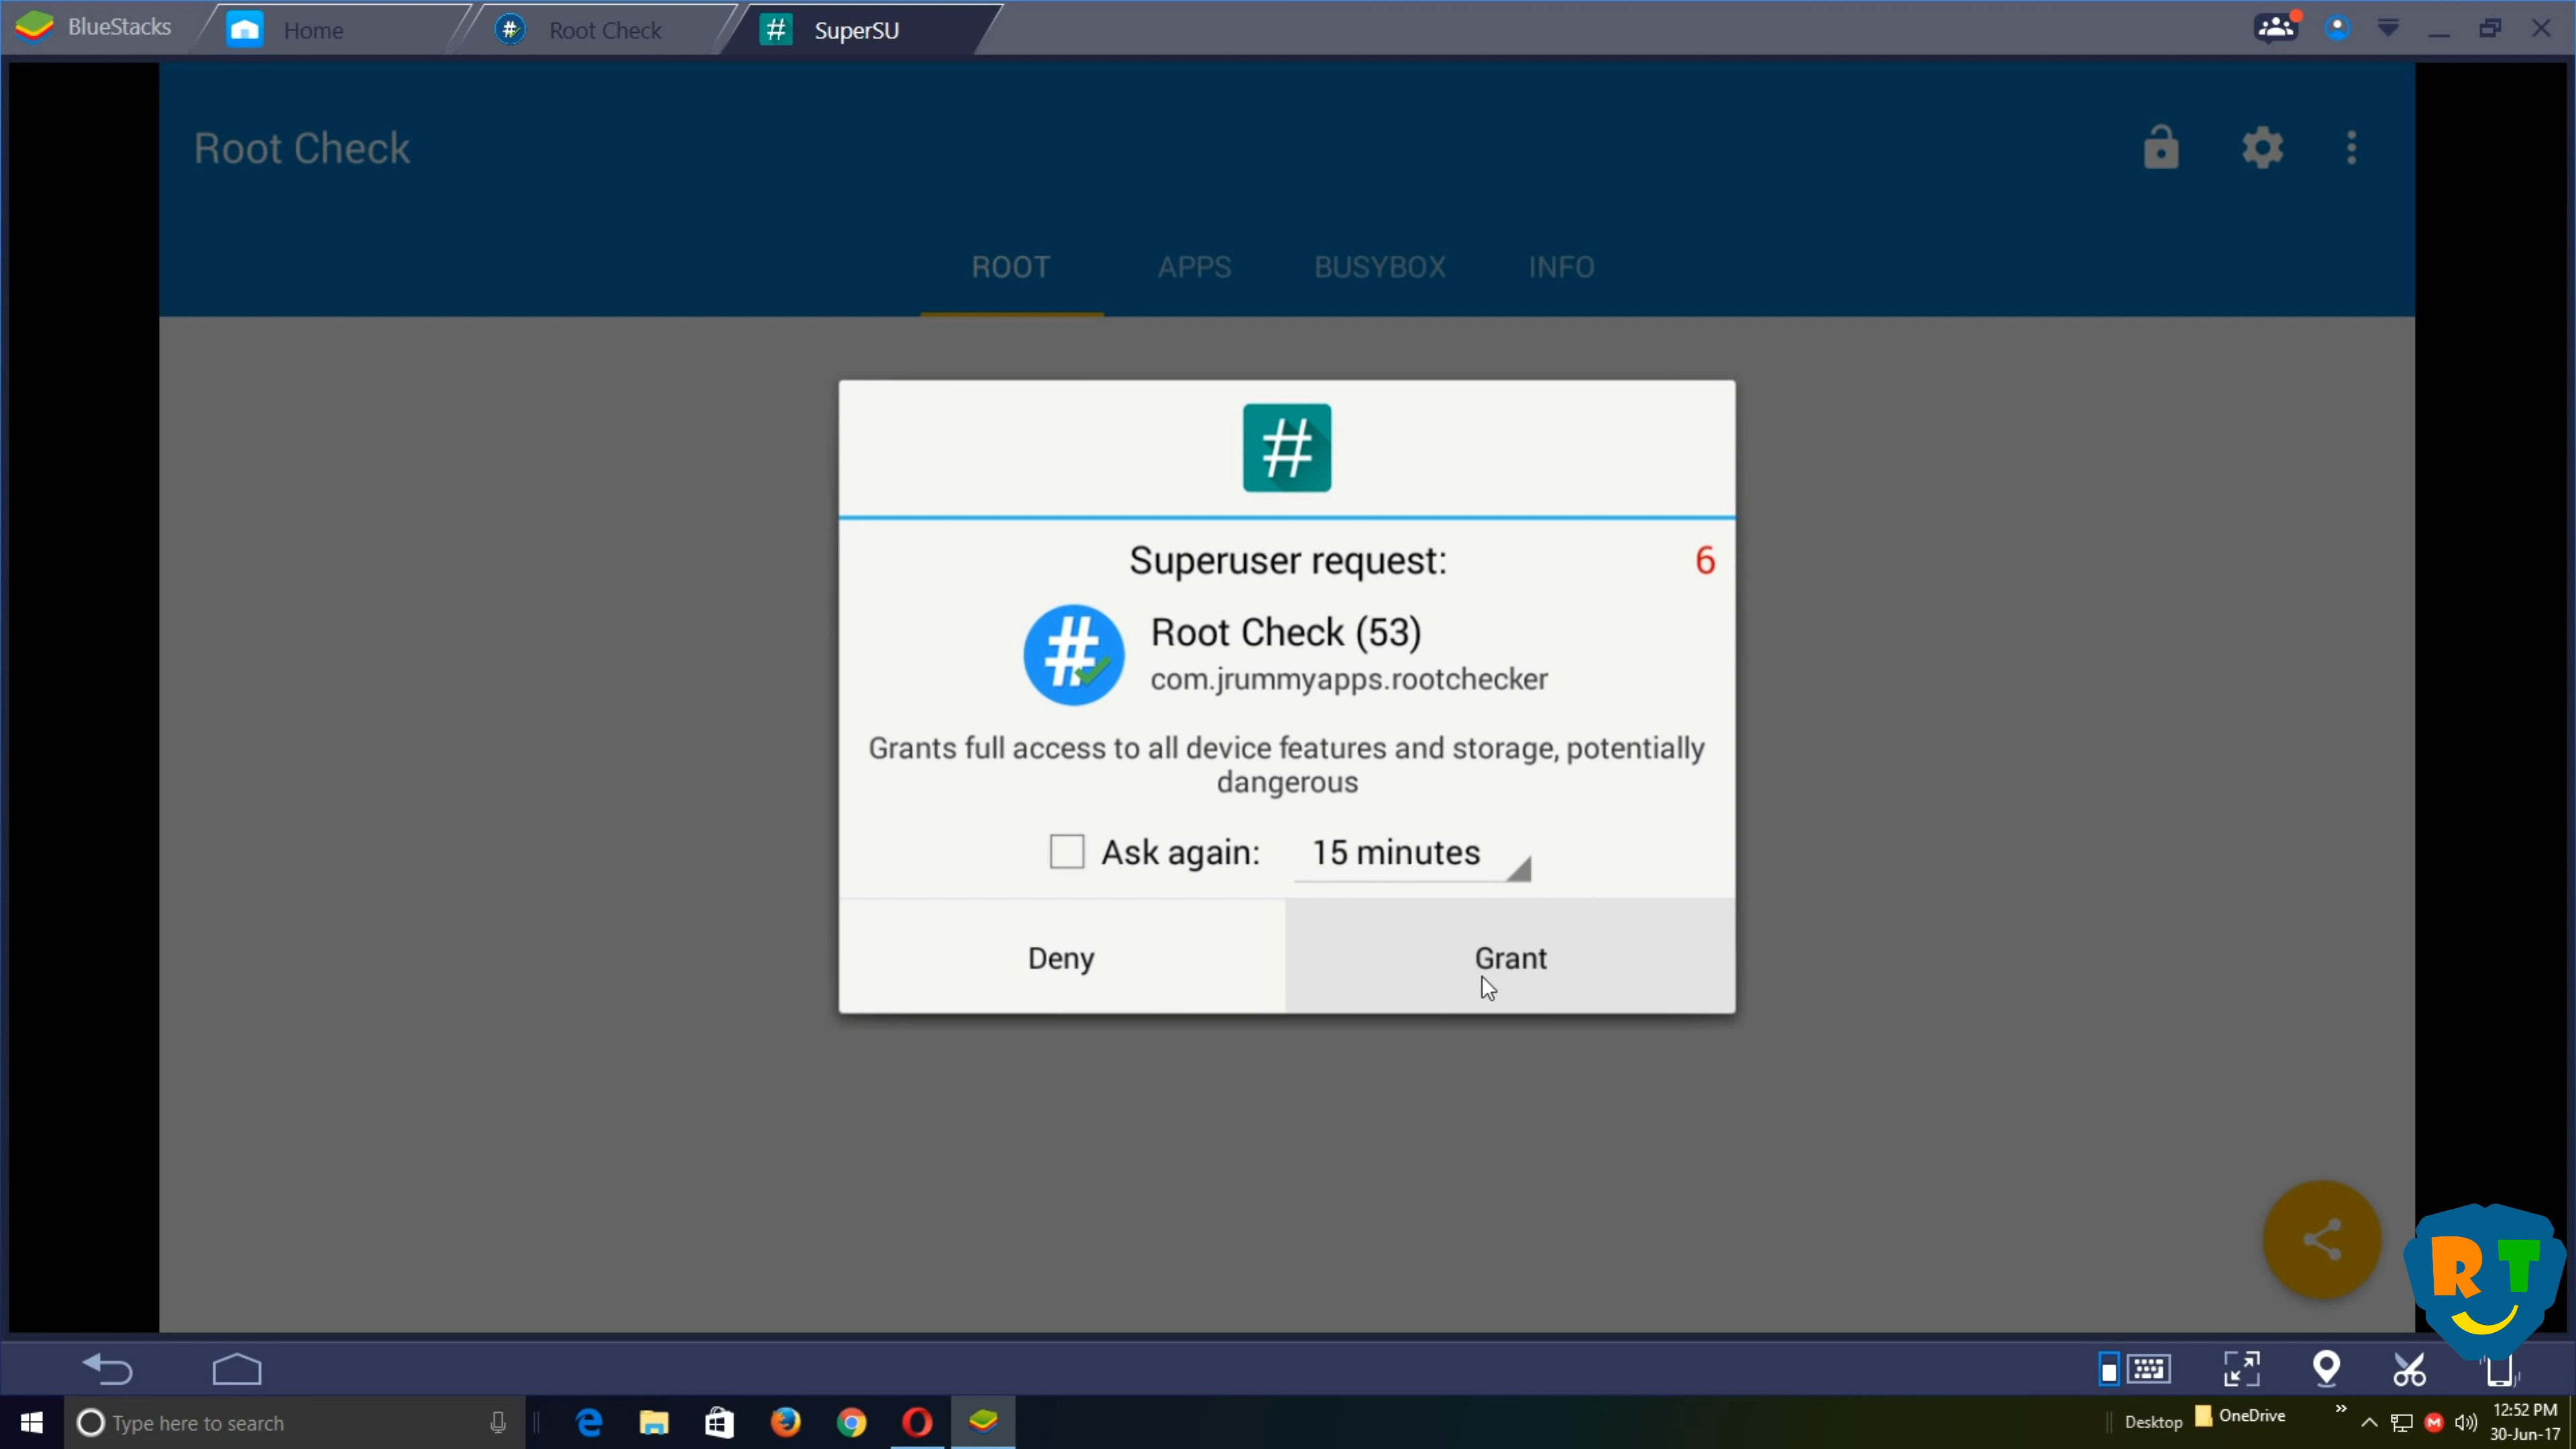 BlueStacks
Home
Root Check
SuperSU
Root Check
ROOT
APPS
BUSYBOX
INFO
#
Superuser request:
6
Root Check (53)
com.jrummyapps.rootchecker
Grants full access to all device features and storage, potentially
dangerous
Ask again:
15 minutes
Deny
Grant
RT
Type here to search
Desktop
OneDrive
12:52 PM
30-Jun-17